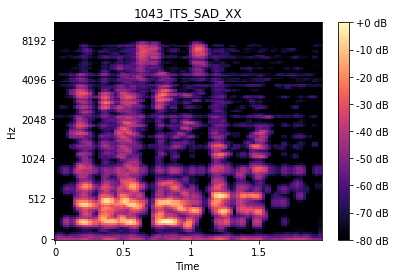 1043_ITS_SAD_XX
+0 dB
8192
-10 dB
4096
-20 dB
-30 dB
2048
-40 dB
Hz
1024
-50 dB
512
-60 dB
-70 dB
0
-80 dB
0 0.5 1 1.5
Time